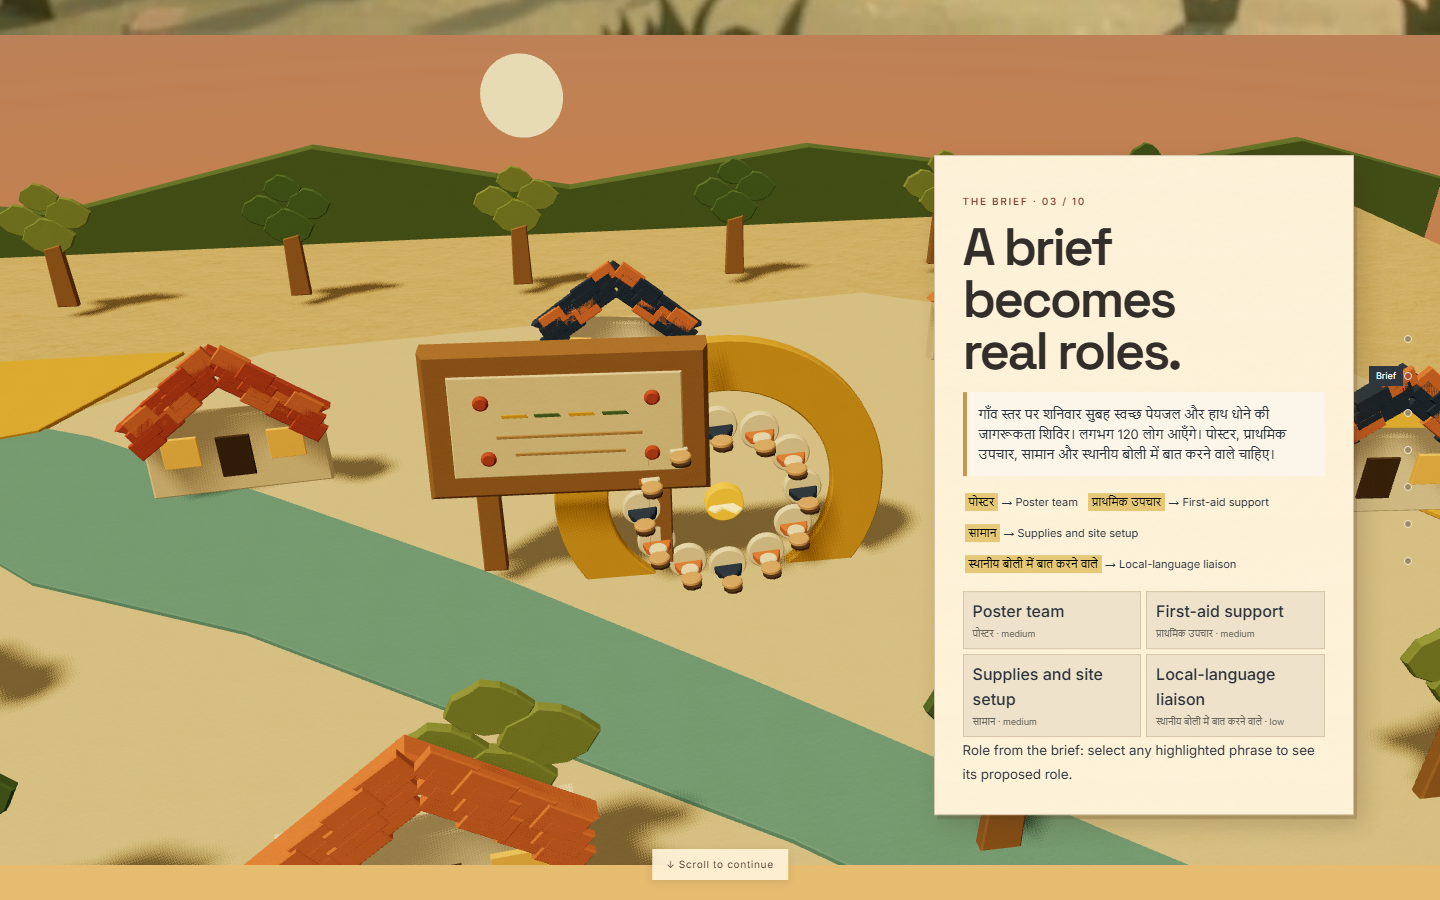 THE BRIEF · 03 / 10
A brief
becomes
real roles.
गाँव स्तर पर शनिवार सुबह स्वच्छ पेयजल और हाथ धोने की
जागरूकता शिविर। लगभग 120 लोग आएँगे। पोस्टर, प्राथमिक
उपचार, सामान और स्थानीय बोली में बात करने वाले चाहिए।
पोस्टर → Poster team प्राथमिक उपचार → First-aid support
सामान → Supplies and site setup
स्थानीय बोली में बात करने वाले → Local-language liaison
Poster team
पोस्टर · medium
First-aid support
प्राथमिक उपचार · medium
Supplies and site
setup
सामान · medium
Local-language
liaison
स्थानीय बोली में बात करने वाले · low
Role from the brief: select any highlighted phrase to see
its proposed role.
Brief
↓ Scroll to continue